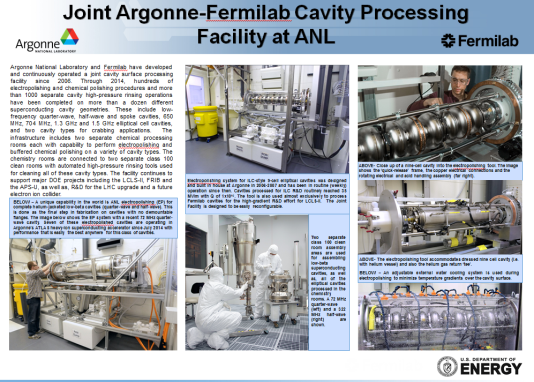 Joint Argonne-Fermilab Cavity Processing
Facility at ANL
Argonne
NATIONAL LABORATORY
Fermilab
Argonne National Laboratory and Fermilab have developed
and continuously operated a joint cavity surface processing
facility since 2006. Through 2014, hundreds of
electropolishing and chemical polishing procedures and more
than 1000 separate cavity high-pressure rinsing operations
have been completed on more than a dozen different
superconducting cavity geometries. These include low-
frequency quarter-wave, half-wave and spoke cavities, 650
MHz, 704 MHz, 1.3 GHz and 1.5 GHz elliptical cell cavities,
and two cavity types for crabbing applications. The
infrastructure includes two separate chemical processing
rooms each with capability to perform electropolishing and
buffered chemical polishing on a variety of cavity types. The
chemistry rooms are connected to two separate class 100
clean rooms with automated high-pressure rinsing tools used
for cleaning all of these cavity types. The facility continues to
support major DOE projects including the LCLS-II, FRIB and
the APS-U, as well as, R&D for the LHC upgrade and a future
electron ion collider.
BELOW – A unique capability in the world is ANL electropolishing (EP) for
complete helium jacketed low-beta cavities (quarter-wave and half-wave). This
is done as the final step in fabrication on cavities with no demountable
flanges. The image below shows the EP system with a recent 72 MHz quarter-
wave cavity. Seven of these electropolished cavities are operating in
Argonne's ATLAS heavy-ion superconducting accelerator since July 2014 with
performance that is easily the best anywhere for this class of cavities.
Electropolishing system for ILC-style 9-cell elliptical cavities was designed
and built in house at Argonne in 2006-2007 and has been in routine (weekly)
operation since then. Cavities processed for ILC R&D routinely reached 35
MV/m with Q of 1x10
. The tool is also used almost exclusively to process
Fermilab cavities for the high-gradient R&D effort for LCLS-II. The Joint
Facility is designed to be easily reconfigurable.
Two separate
class 100 clean
room assembly
areas are used
for assembling
low-beta
superconducting
cavities, as well
as, all of the
elliptical cavities
processed in the
chemistry
rooms. A 72 MHz
quarter-wave
(left) and a 322
MHz half-wave
(right) are
shown.
ABOVE- Close up of a nine-cell cavity into the electropolishing tool. The image
shows the 'quick-release' frame, the copper electrical connections and the
rotating electrical and acid handling assembly (far right).
ABOVE- The electropolishing tool accommodates dressed nine cell cavity (i.e.
with helium vessel) and also the helium gas return 'tee'.
BELOW – An adjustable external water cooling system is used during
electropolishing to minimize temperature gradients over the cavity surface.
U.S. DEPARTMENT OF
ENERGY